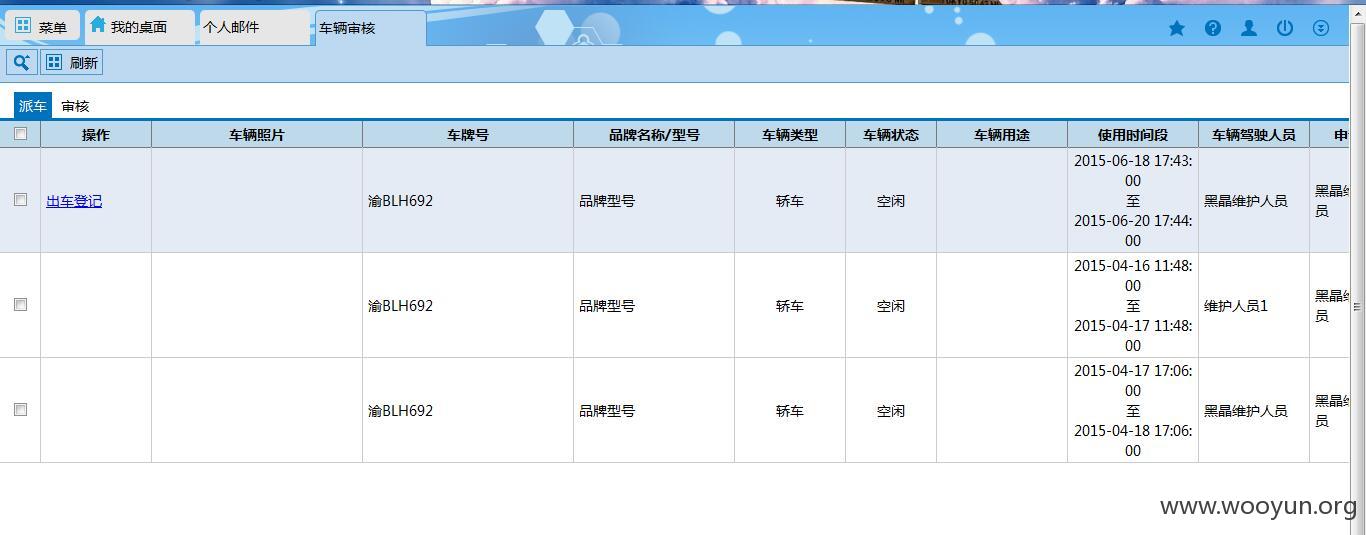 菜单 我的桌面 个人邮件 车辆审核
刷新
派车 审核
操作 车辆照片 车牌号 品牌名称/型号 车辆类型 车辆状态 车辆用途 使用时间段 车辆驾驶人员
2015-06-18 17:43:
00
出车登记 渝BLH692 品牌型号 轿车 空闲 至 黑晶维护人员 黑晶
员
2015-06-20 17:44:
00
2015-04-16 11:48:
00
渝BLH692 品牌型号 轿车 空闲 至 维护人员1 黑晶
员
2015-04-17 11:48:
00
2015-04-17 17:06:
00
渝BLH692 品牌型号 轿车 空闲 至 黑晶维护人员 黑晶
员
2015-04-18 17:06:
00
www.wooyun.org